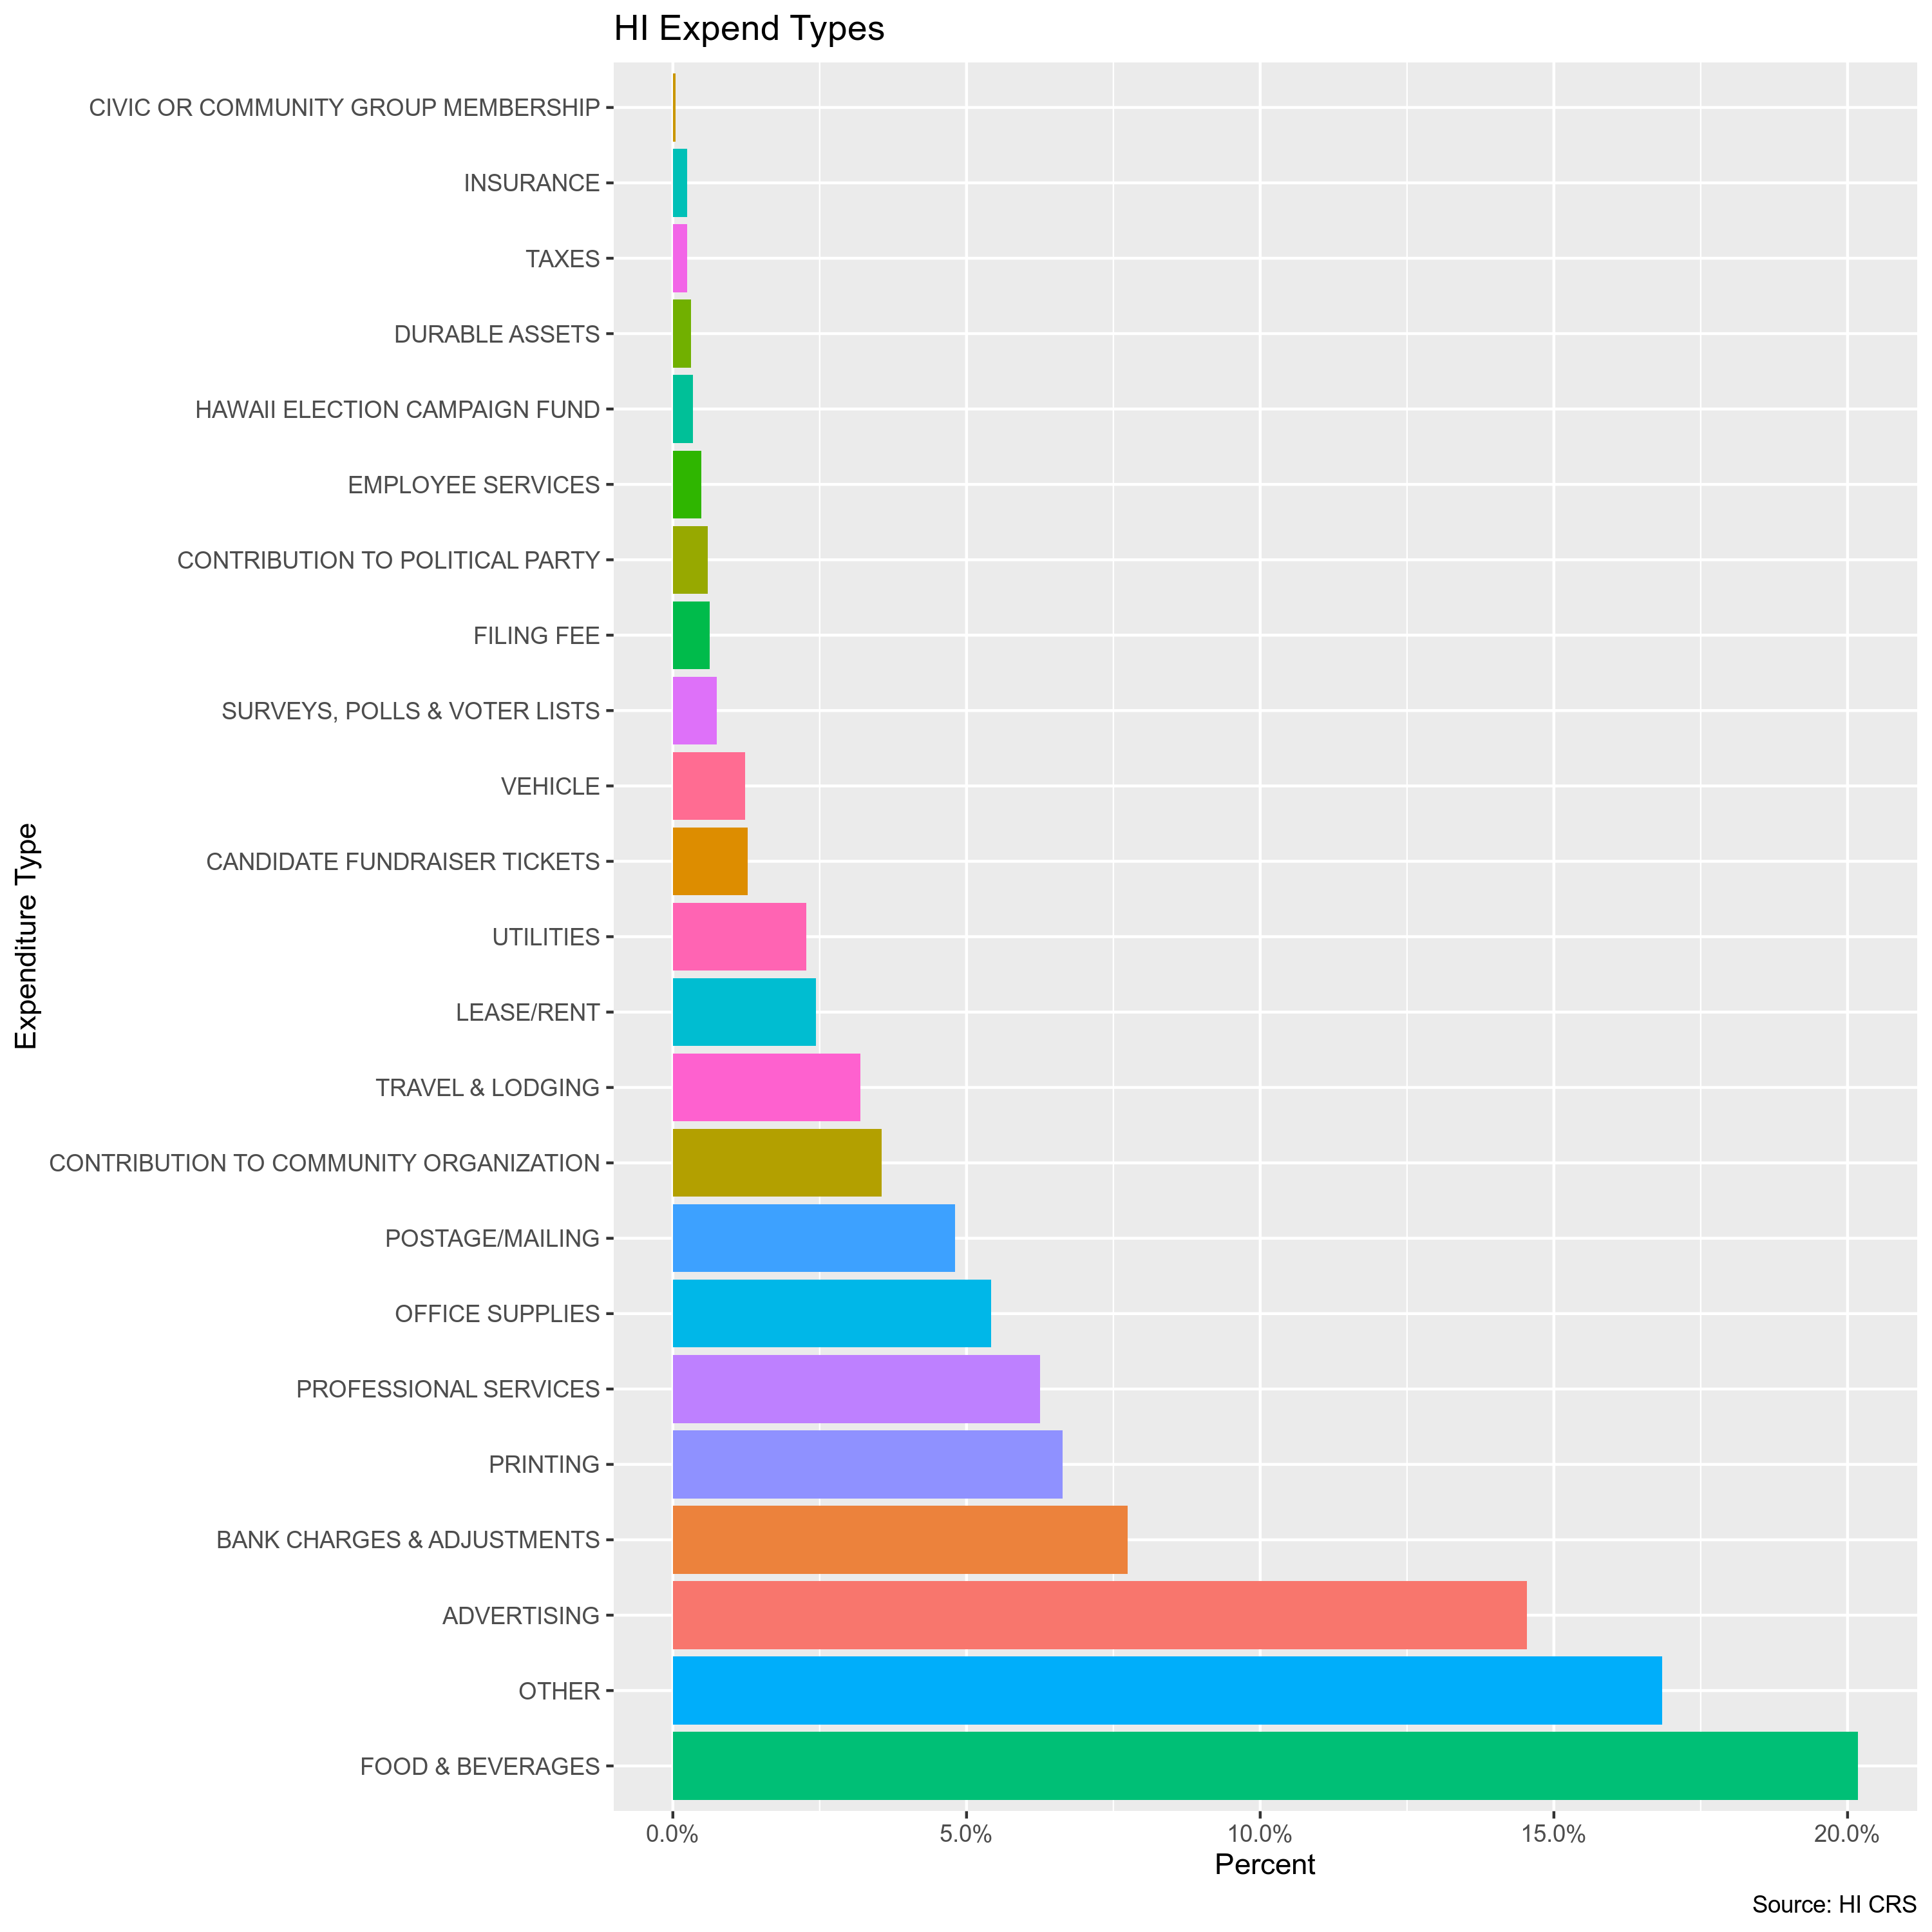 HI Expend Types
CIVIC OR COMMUNITY GROUP MEMBERSHIP
INSURANCE
TAXES
DURABLE ASSETS
HAWAII ELECTION CAMPAIGN FUND
EMPLOYEE SERVICES
CONTRIBUTION TO POLITICAL PARTY
FILING FEE
SURVEYS, POLLS & VOTER LISTS
VEHICLE
CANDIDATE FUNDRAISER TICKETS
UTILITIES
LEASE/RENT
TRAVEL & LODGING
CONTRIBUTION TO COMMUNITY ORGANIZATION
POSTAGE/MAILING
OFFICE SUPPLIES
PROFESSIONAL SERVICES
PRINTING
BANK CHARGES & ADJUSTMENTS
ADVERTISING
OTHER
FOOD & BEVERAGES
Expenditure Type
0.0% 5.0% 10.0% 15.0% 20.0%
Percent
Source: HI CRS